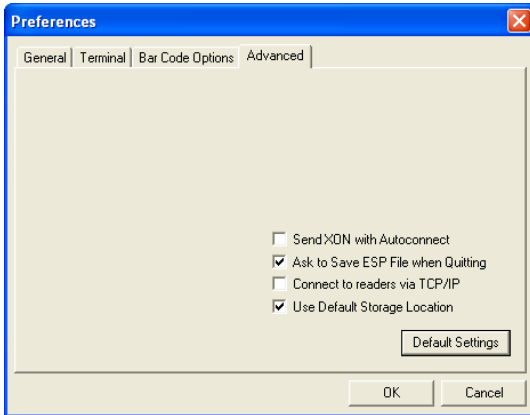 Preferences
General Terminal Bar Code Options Advanced
Send XON with Autoconnect
Ask to Save ESP File when Quitting
Connect to readers via TCP/IP
Use Default Storage Location
Default Settings
OK Cancel